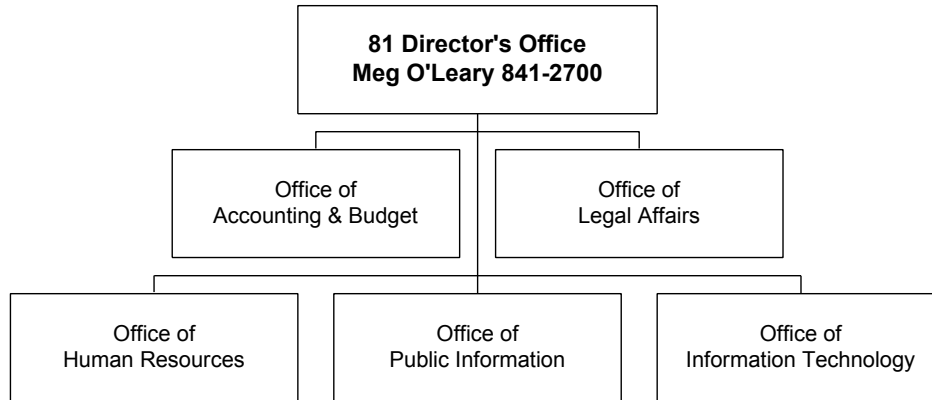 81 Director's Office
Meg O'Leary 841-2700
Office of
Accounting & Budget
Office of
Legal Affairs
Office of
Human Resources
Office of
Public Information
Office of
Information Technology